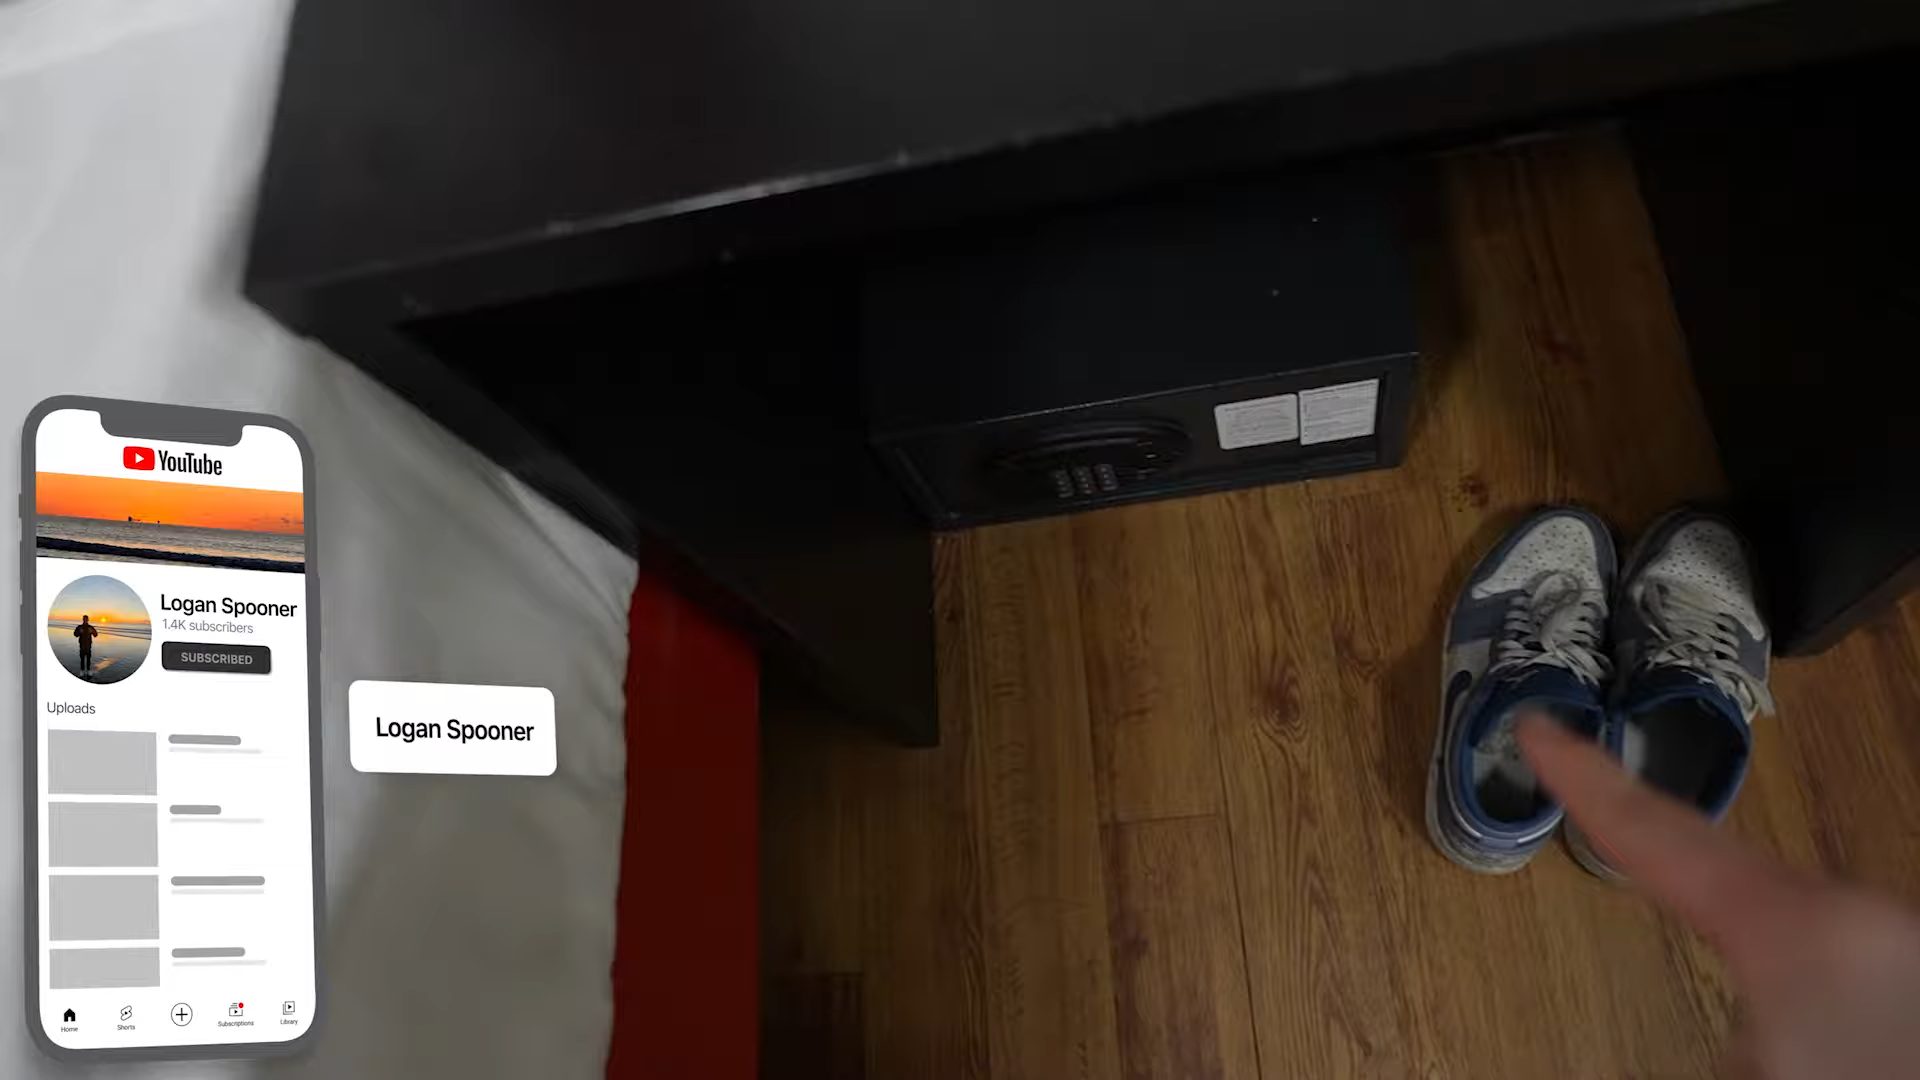 YouTube
Logan Spooner
1.4K subscribers
SUBSCRIBED
Uploads
Home
Shorts
Subscriptions
Library
Logan Spooner